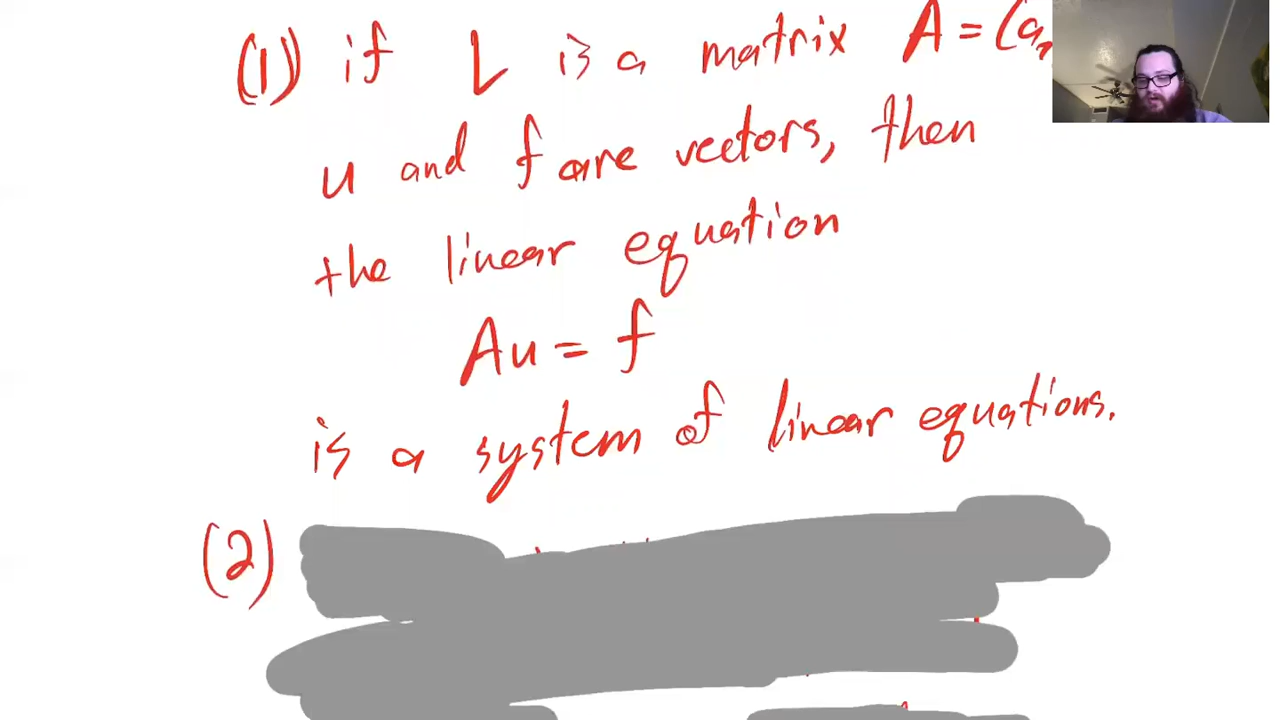 (1) if L is a matrix A = (a
u and f are vectors, then
the linear equation
Au = f
is a system of linear equations.
(2)